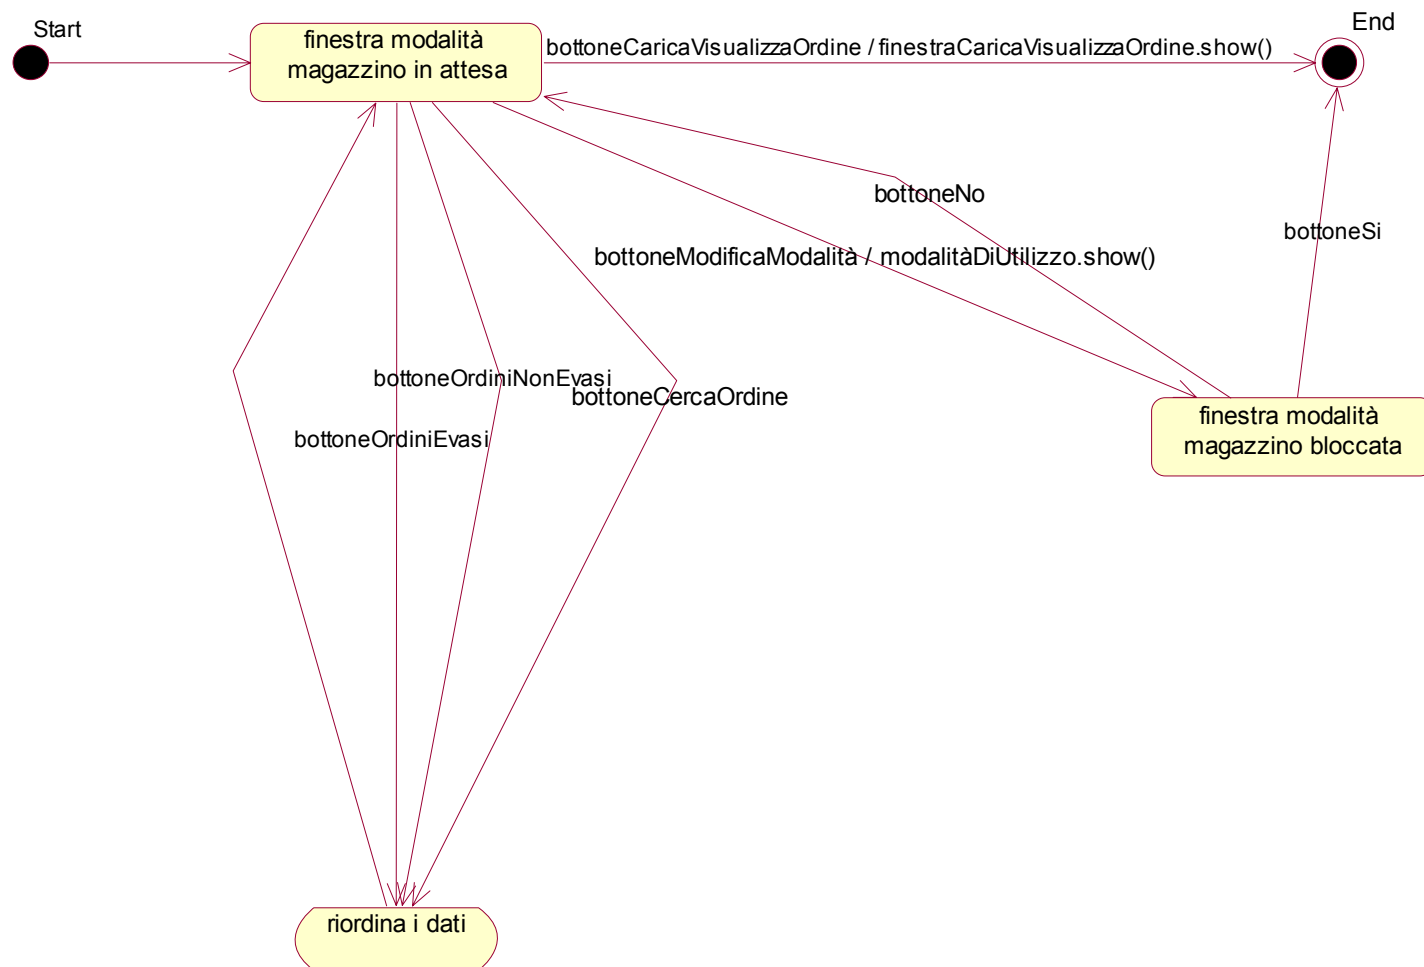 Start
End
finestra modalità
magazzino in attesa
bottoneCaricaVisualizzaOrdine / finestraCaricaVisualizzaOrdine.show()
bottoneNo
bottoneSi
bottoneModificaModalità / modalitàDiUtilizzo.show()
bottoneOrdiniNonEvasi
bottoneCercaOrdine
bottoneOrdiniEvasi
finestra modalità
magazzino bloccata
riordina i dati